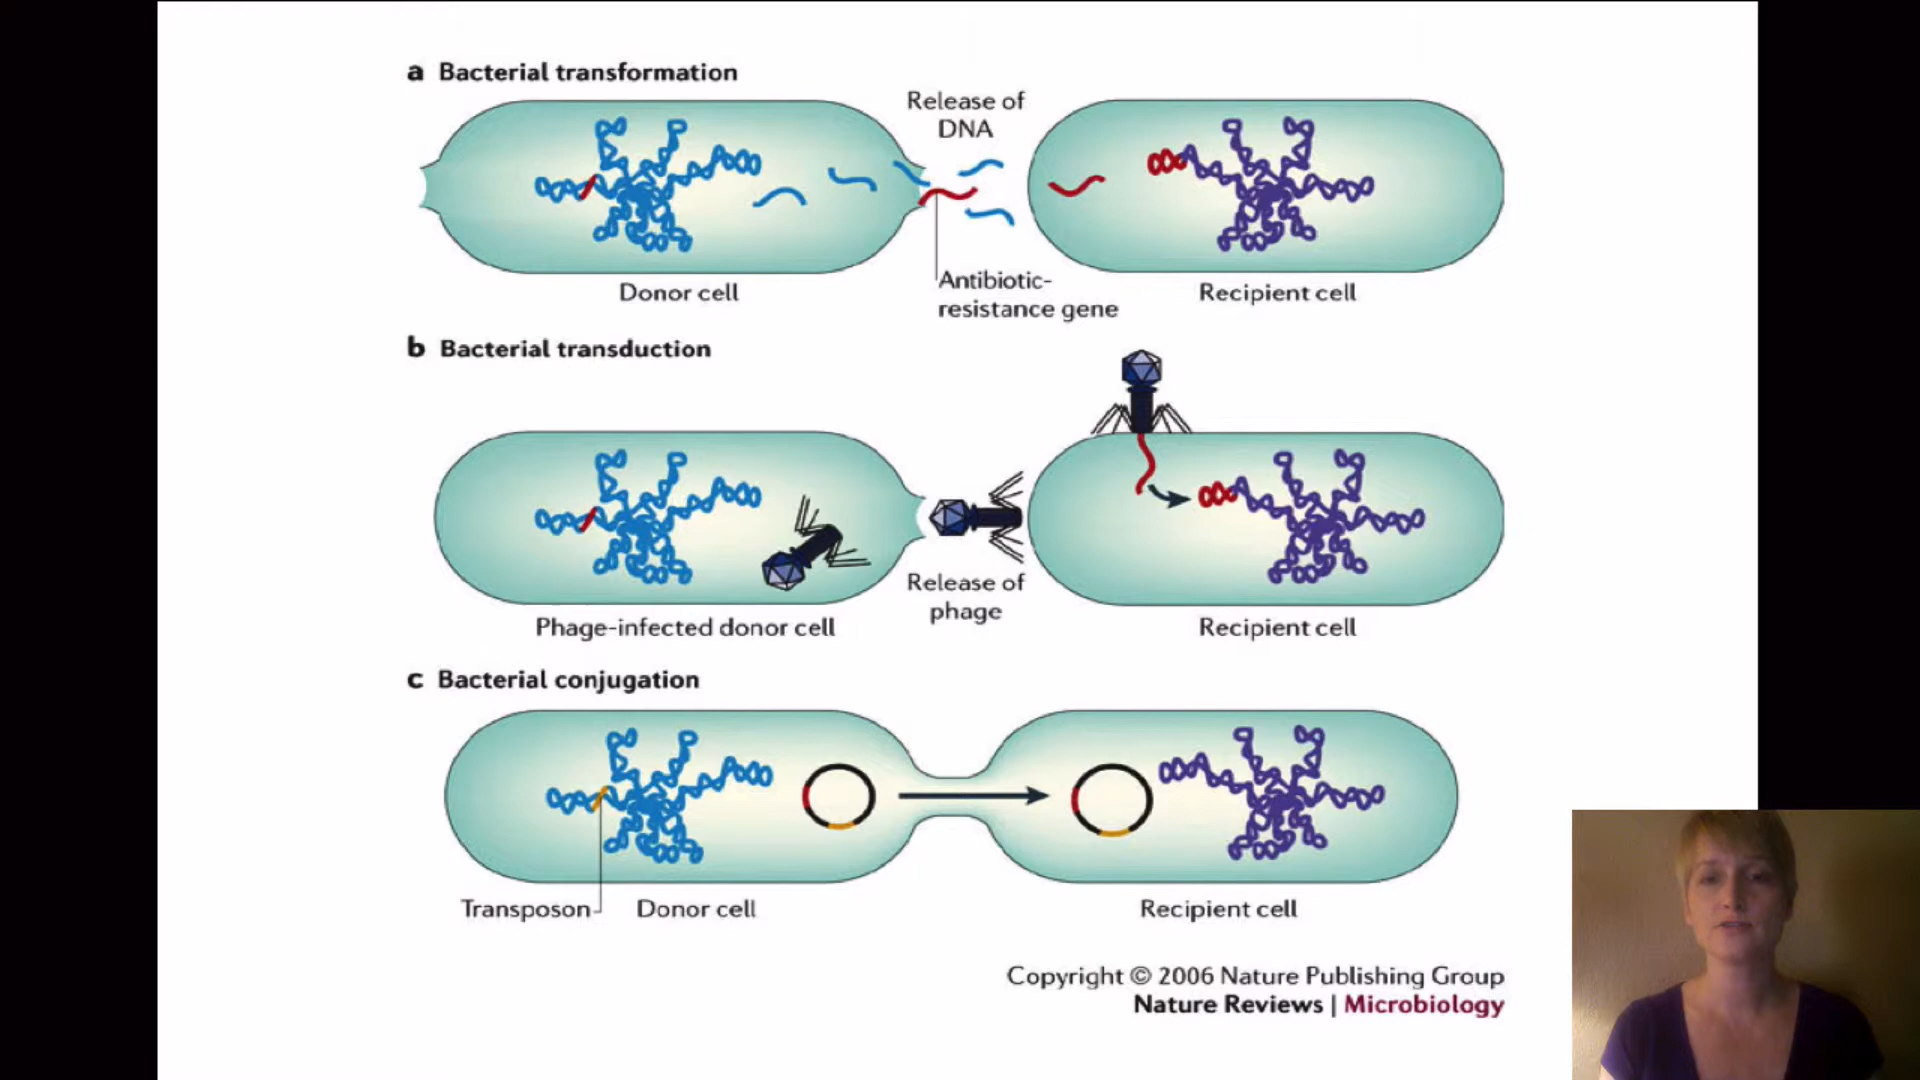 a Bacterial transformation
Release of
DNA
Antibiotic-
resistance gene
Donor cell
Recipient cell
b Bacterial transduction
Release of
phage
Phage-infected donor cell
Recipient cell
c Bacterial conjugation
Transposon
Donor cell
Recipient cell
Copyright © 2006 Nature Publishing Group
Nature Reviews | Microbiology